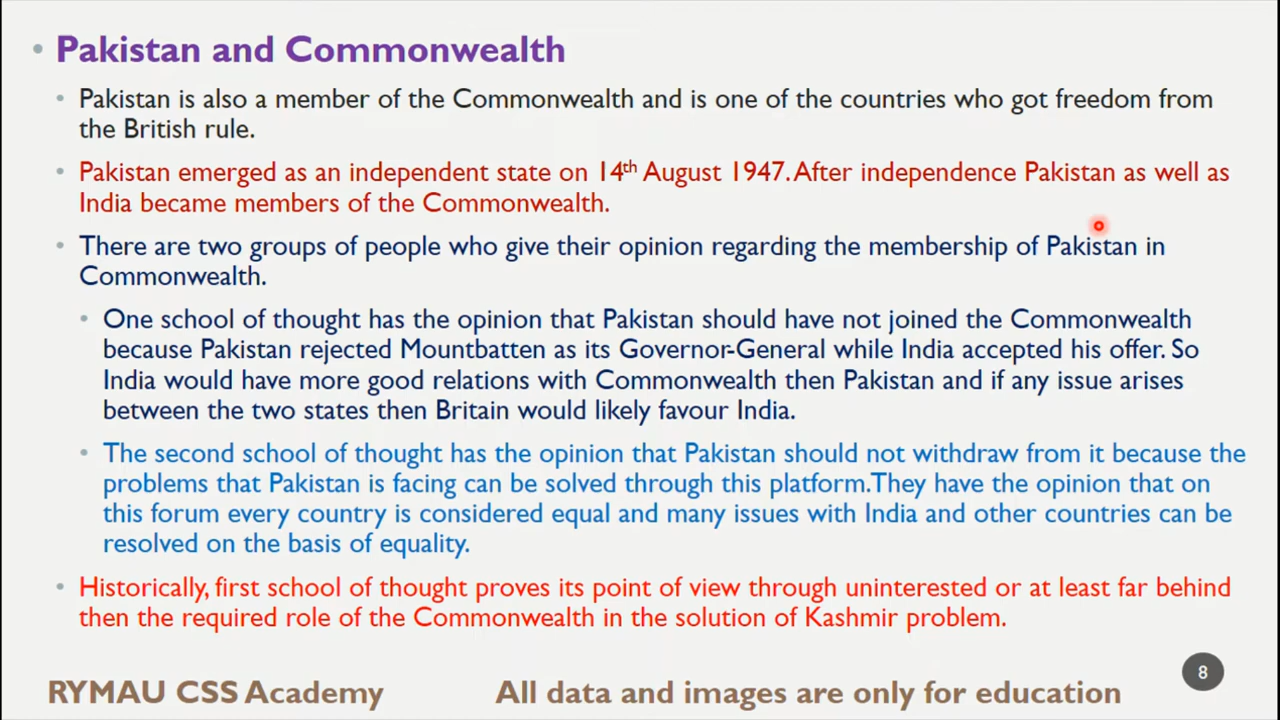 • Pakistan and Commonwealth
• Pakistan is also a member of the Commonwealth and is one of the countries who got freedom from
the British rule.
• Pakistan emerged as an independent state on 14th August 1947. After independence Pakistan as well as
India became members of the Commonwealth.
• There are two groups of people who give their opinion regarding the membership of Pakistan in
Commonwealth.
• One school of thought has the opinion that Pakistan should have not joined the Commonwealth
because Pakistan rejected Mountbatten as its Governor-General while India accepted his offer. So
India would have more good relations with Commonwealth then Pakistan and if any issue arises
between the two states then Britain would likely favour India.
• The second school of thought has the opinion that Pakistan should not withdraw from it because the
problems that Pakistan is facing can be solved through this platform. They have the opinion that on
this forum every country is considered equal and many issues with India and other countries can be
resolved on the basis of equality.
• Historically, first school of thought proves its point of view through uninterested or at least far behind
then the required role of the Commonwealth in the solution of Kashmir problem.
8
RYMAU CSS Academy All data and images are only for education